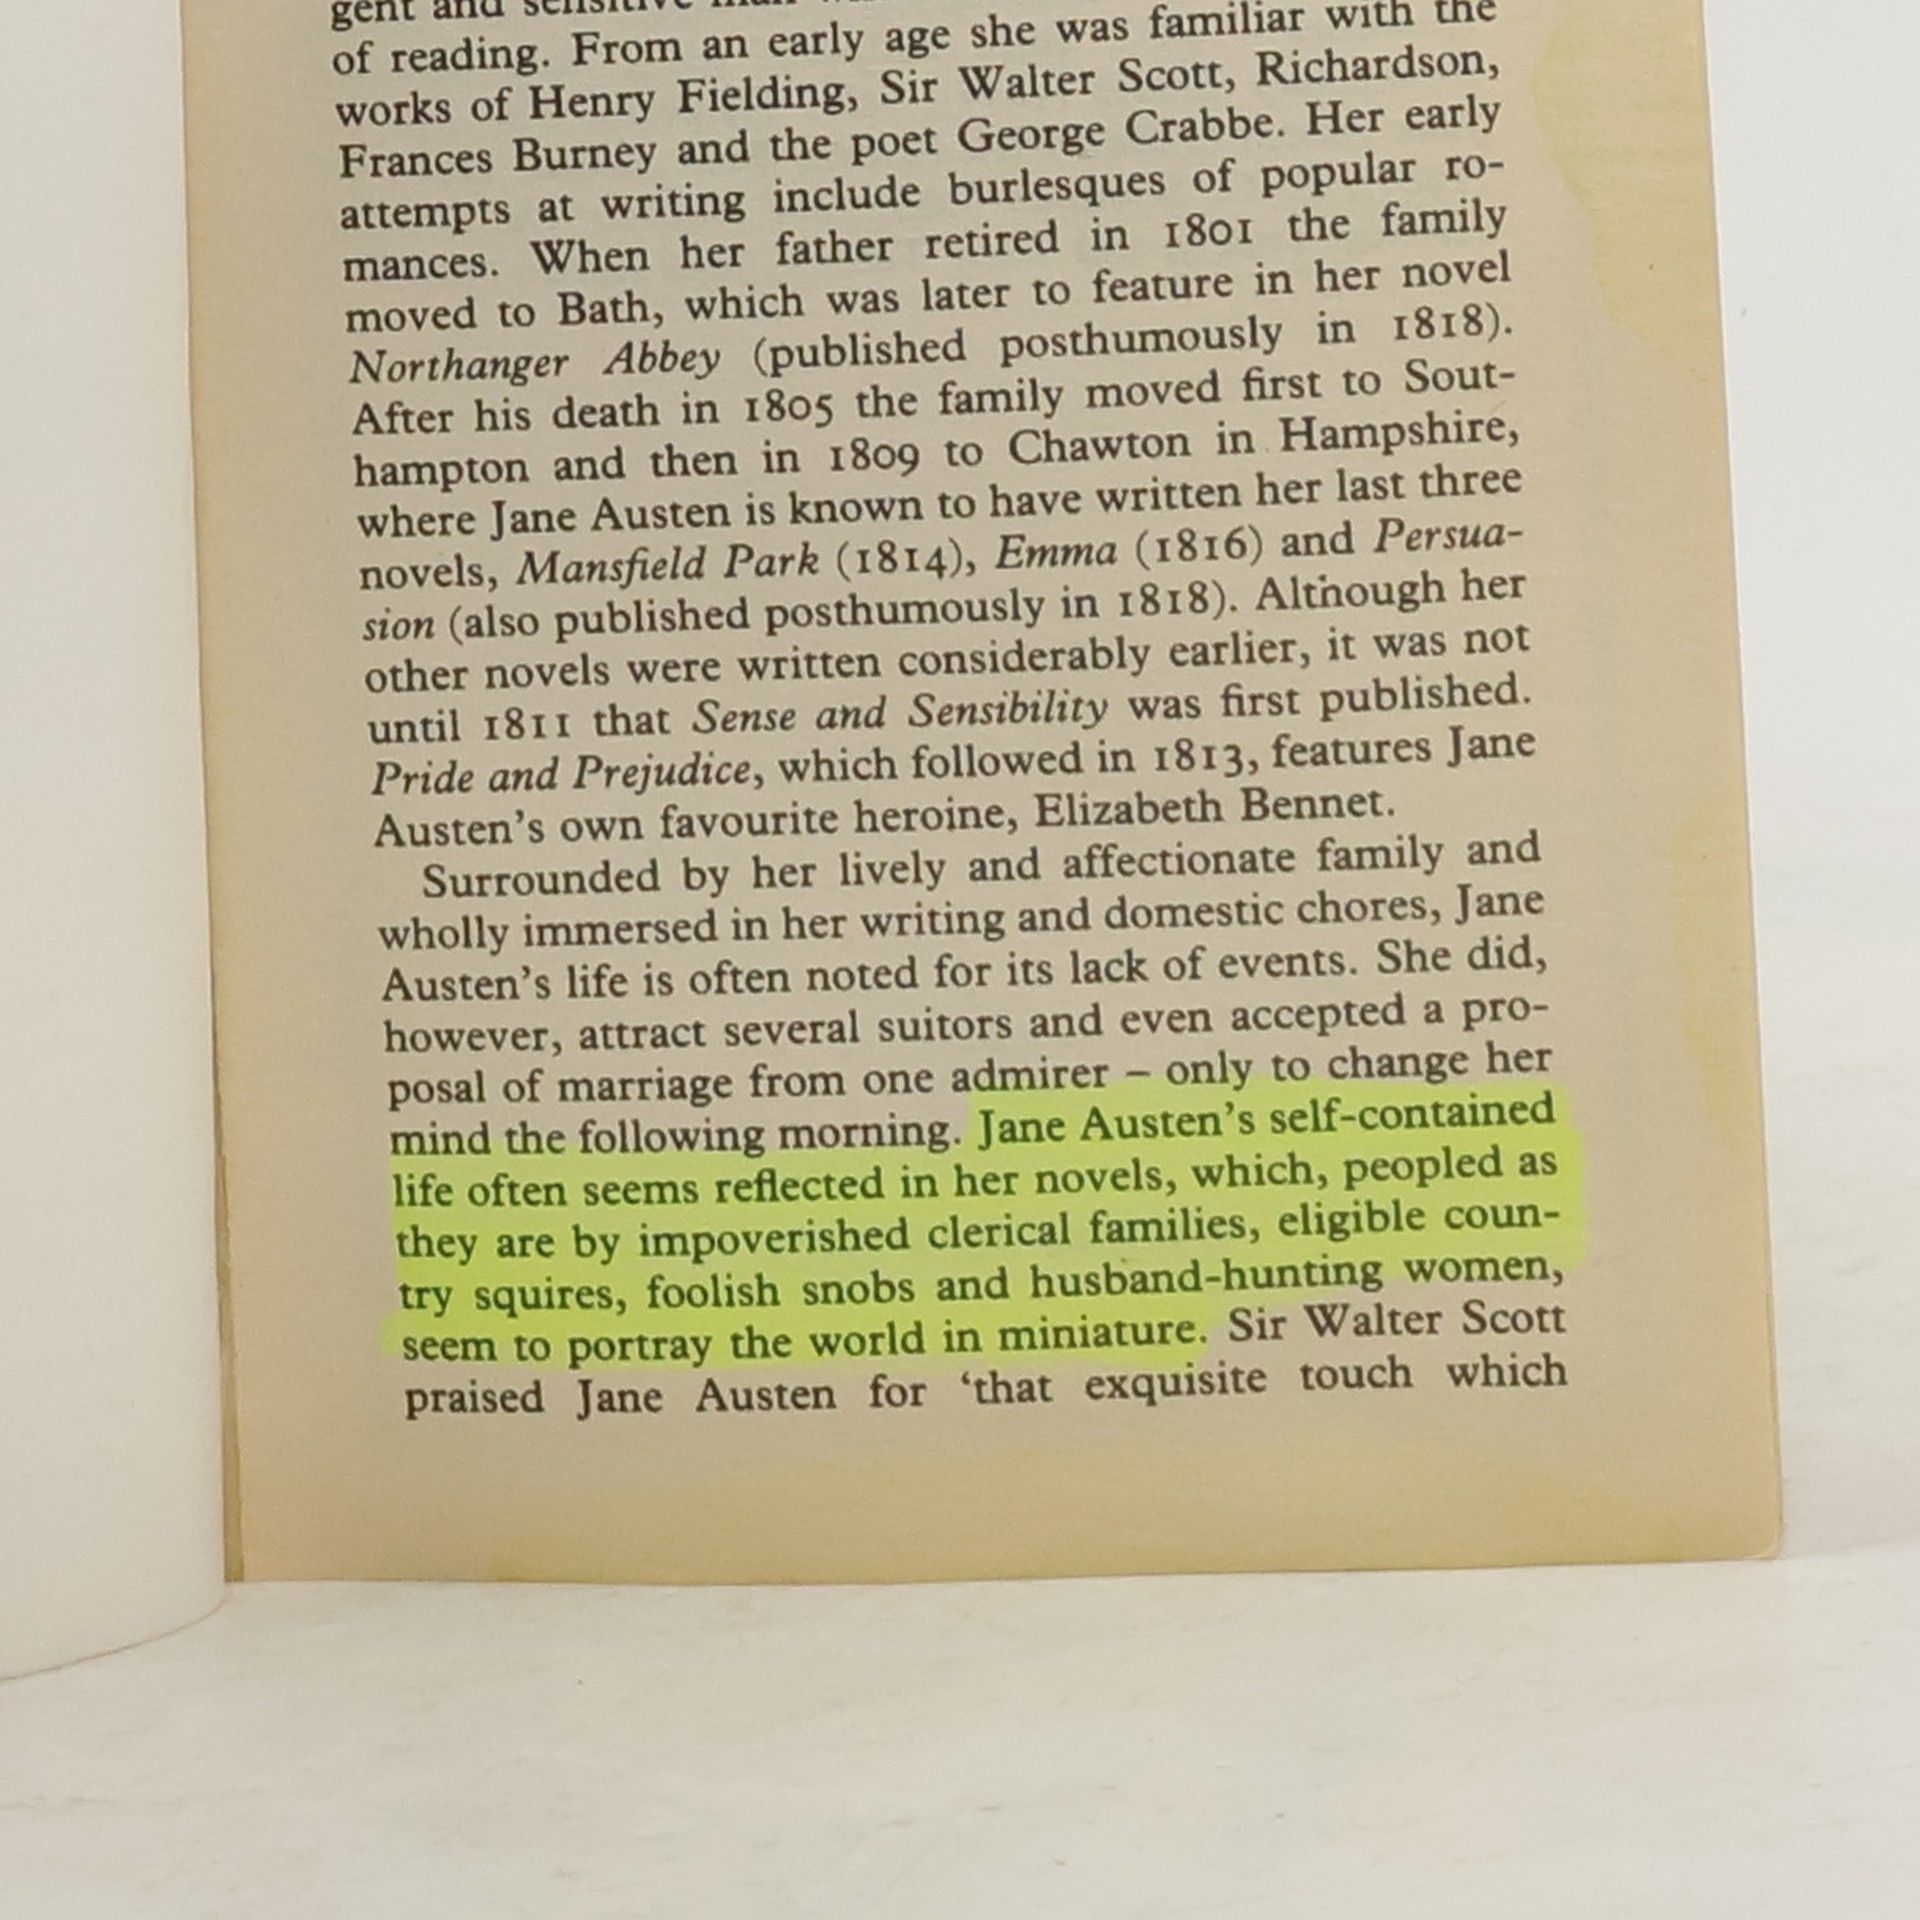 gent and sensitive man
of reading. From an early age she was familiar with the
works of Henry Fielding, Sir Walter Scott, Richardson,
Frances Burney and the poet George Crabbe. Her early
attempts at writing include burlesques of popular ro-
mances. When her father retired in 1801 the family
moved to Bath, which was later to feature in her novel
Northanger Abbey (published posthumously in 1818).
After his death in 1805 the family moved first to Sout-
hampton and then in 1809 to Chawton in Hampshire,
where Jane Austen is known to have written her last three
novels, Mansfield Park (1814), Emma (1816) and Persua-
sion (also published posthumously in 1818). Although her
other novels were written considerably earlier, it was not
until 1811 that Sense and Sensibility was first published.
Pride and Prejudice, which followed in 1813, features Jane
Austen's own favourite heroine, Elizabeth Bennet.
Surrounded by her lively and affectionate family and
wholly immersed in her writing and domestic chores, Jane
Austen's life is often noted for its lack of events. She did,
however, attract several suitors and even accepted a pro-
posal of marriage from one admirer – only to change her
mind the following morning. Jane Austen's self-contained
life often seems reflected in her novels, which, peopled as
they are by impoverished clerical families, eligible coun-
try squires, foolish snobs and husband-hunting women,
seem to portray the world in miniature. Sir Walter Scott
praised Jane Austen for ‘that exquisite touch which